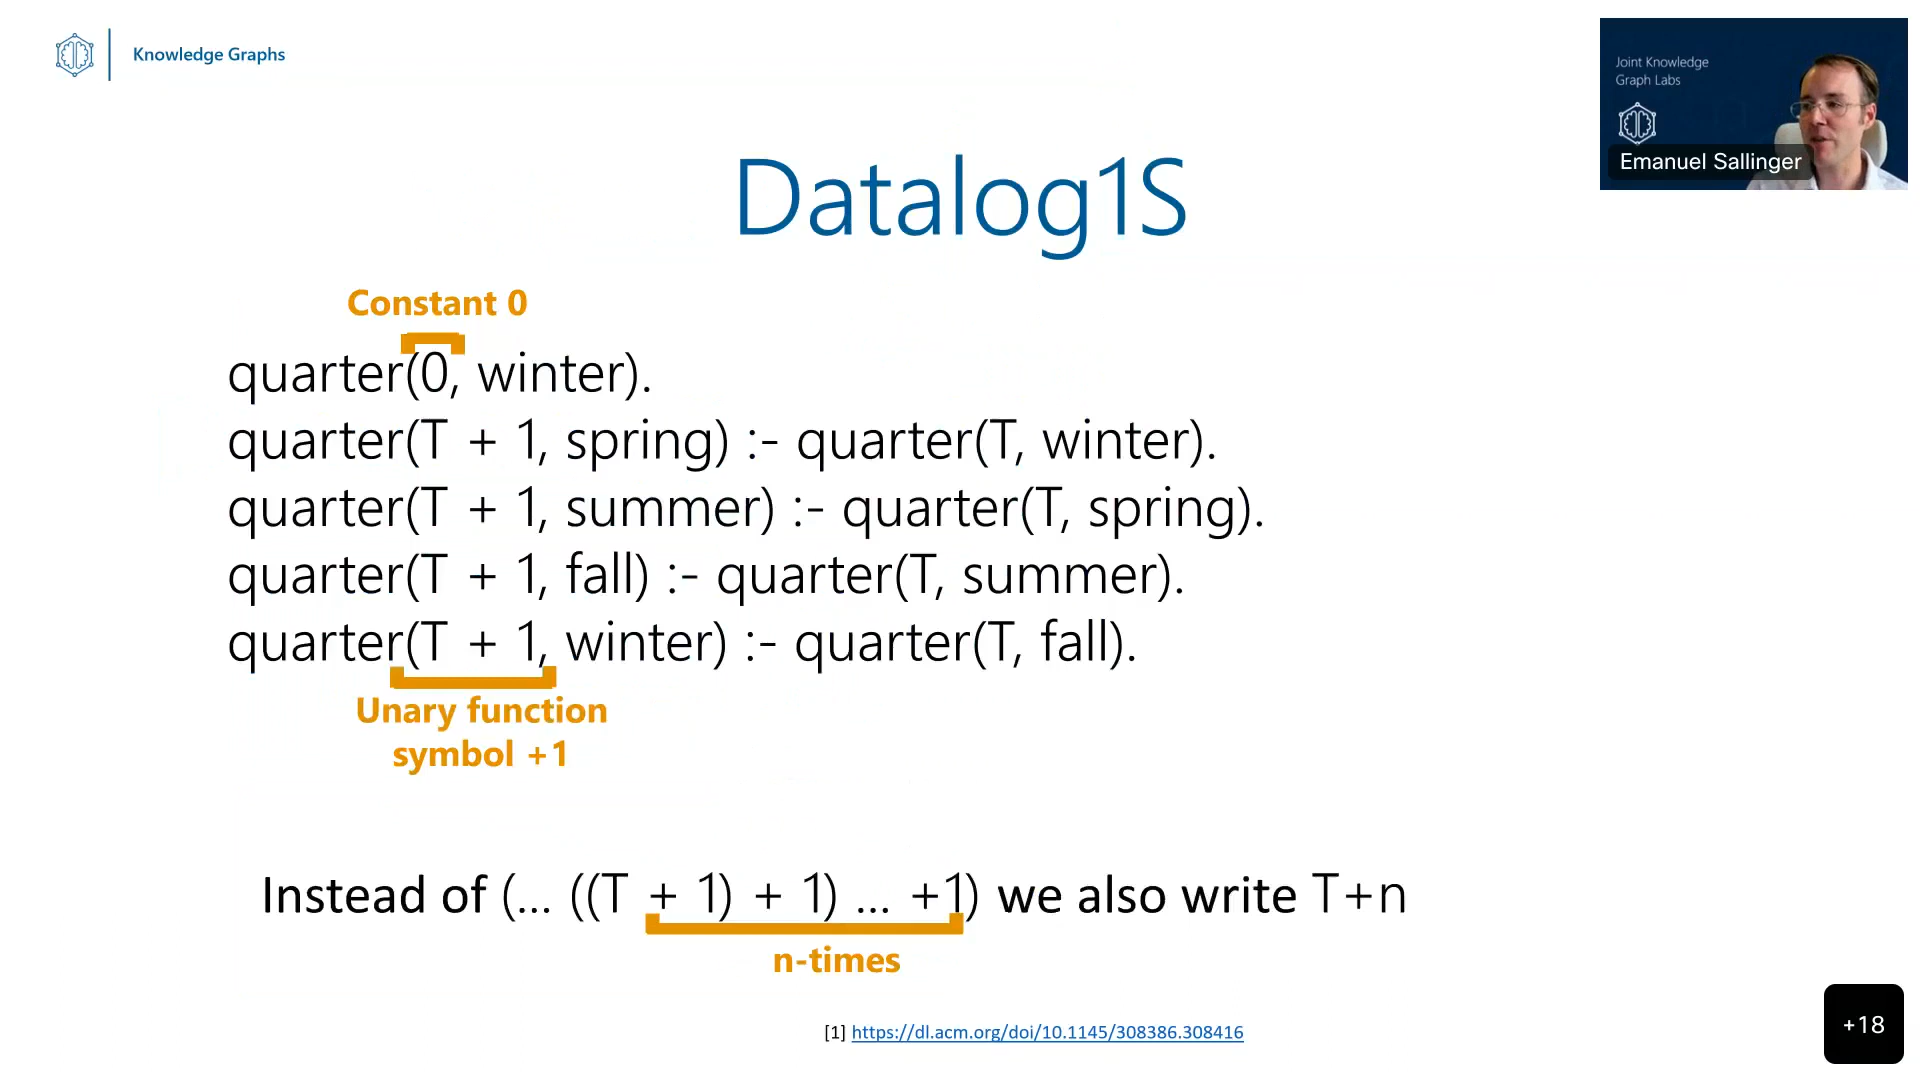 Knowledge Graphs
Joint Knowledge
Graph Labs
Emanuel Sallinger
Datalog1S
Constant 0
quarter(0, winter).
quarter(T + 1, spring) :- quarter(T, winter).
quarter(T + 1, summer) :- quarter(T, spring).
quarter(T + 1, fall) :- quarter(T, summer).
quarter(T + 1, winter) :- quarter(T, fall).
Unary function
symbol +1
Instead of (... ((T + 1) + 1) ... +1) we also write T+n
n-times
[1] https://dl.acm.org/doi/10.1145/308386.308416
+18